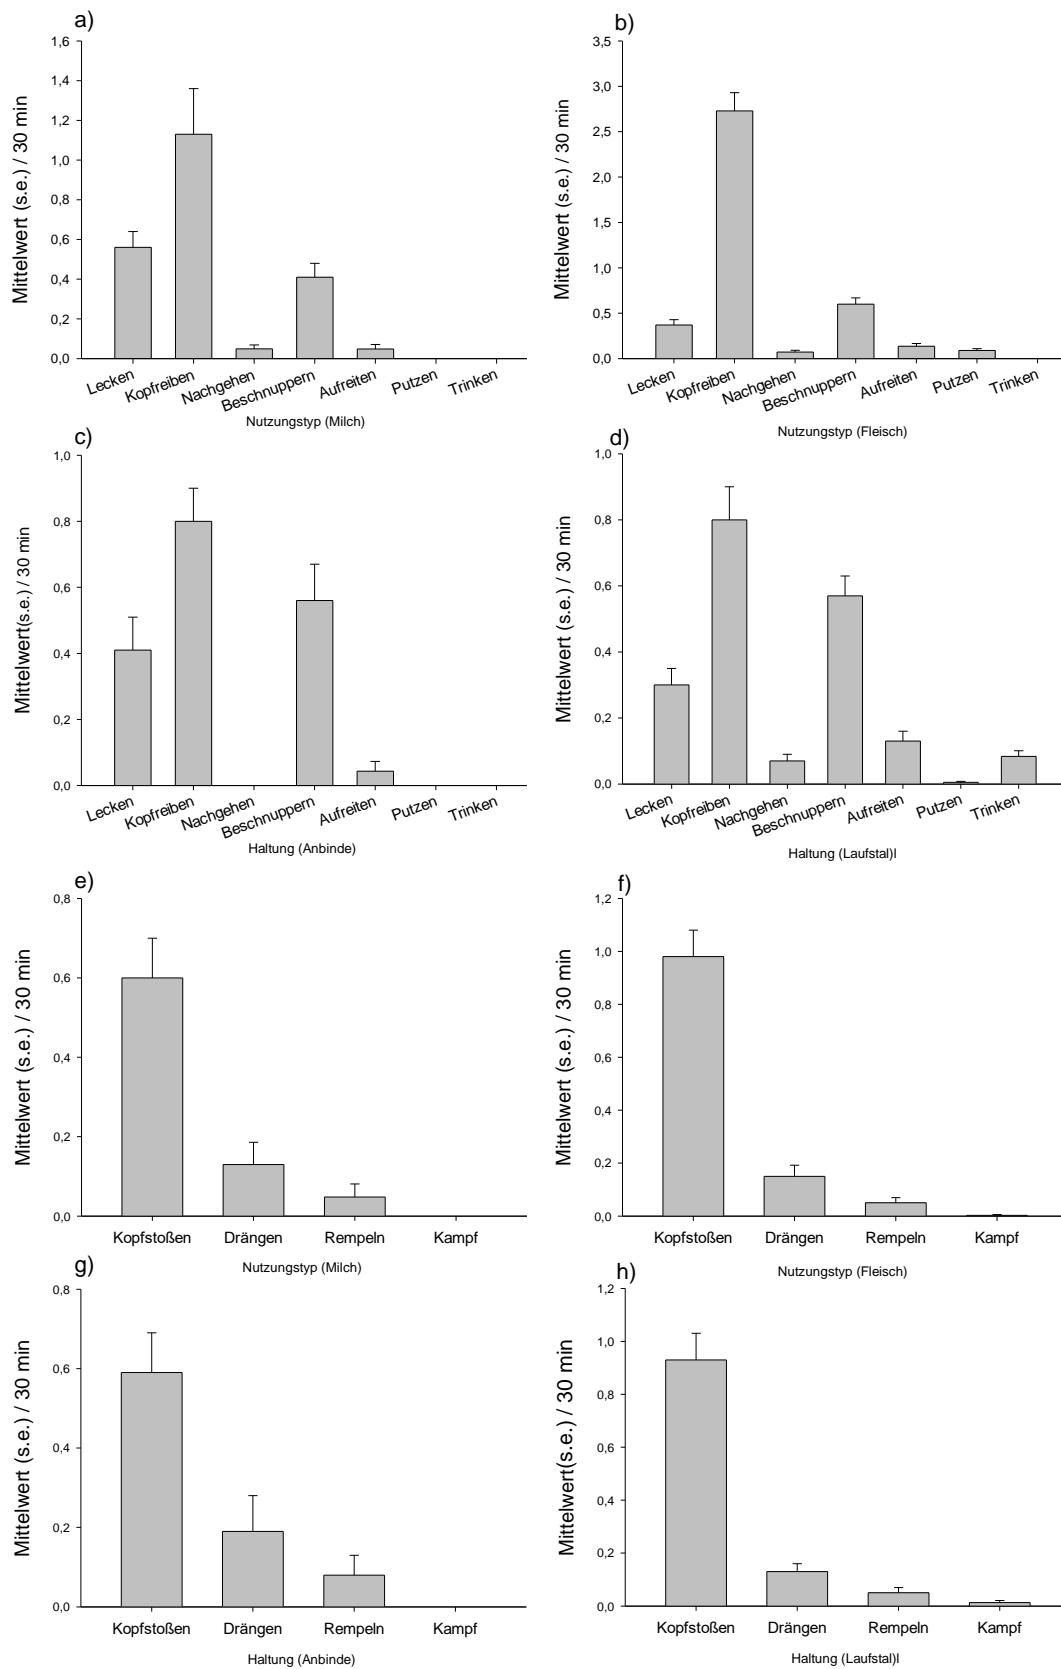 a)
Mittelwert (s.e.) / 30 min
1,6
1,4
1,2
1,0
0,8
0,6
0,4
0,2
0,0
Lecken Kopfreiben Nachgehen Beschnuppern Aufreiten Putzen Trinken
Nutzungstyp (Milch)
b)
Mittelwert (s.e.) / 30 min
3,5
3,0
2,5
2,0
1,5
1,0
0,5
0,0
Lecken Kopfreiben Nachgehen Beschnuppern Aufreiten Putzen Trinken
Nutzungstyp (Fleisch)
c)
Mittelwert(s.e.) / 30 min
1,0
0,8
0,6
0,4
0,2
0,0
Lecken Kopfreiben Nachgehen Beschnuppern Aufreiten Putzen Trinken
Haltung (Anbinde)
d)
Mittelwert (s.e.) / 30 min
1,0
0,8
0,6
0,4
0,2
0,0
Lecken Kopfreiben Nachgehen Beschnuppern Aufreiten Putzen Trinken
Haltung (Laufstal)l
e)
Mittelwert (s.e.) / 30 min
0,8
0,6
0,4
0,2
0,0
Kopfstoßen Drängen Rempeln Kampf
Nutzungstyp (Milch)
f)
Mittelwert (s.e.) / 30 min
1,2
1,0
0,8
0,6
0,4
0,2
0,0
Kopfstoßen Drängen Rempeln Kampf
Nutzungstyp (Fleisch)
g)
Mittelwert (s.e.) / 30 min
0,8
0,6
0,4
0,2
0,0
Kopfstoßen Drängen Rempeln Kampf
Haltung (Anbinde)
h)
Mittelwert(s.e.) / 30 min
1,2
1,0
0,8
0,6
0,4
0,2
0,0
Kopfstoßen Drängen Rempeln Kampf
Haltung (Laufstal)l